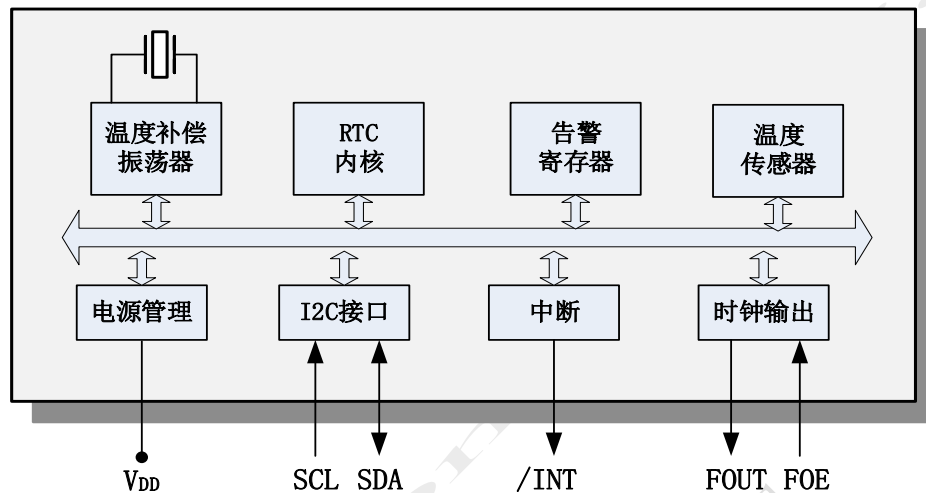 温度补偿
振荡器
RTC
内核
告警
寄存器
温度
传感器
电源管理
I2C接口
中断
时钟输出
VDD
SCL SDA
/INT
FOUT FOE